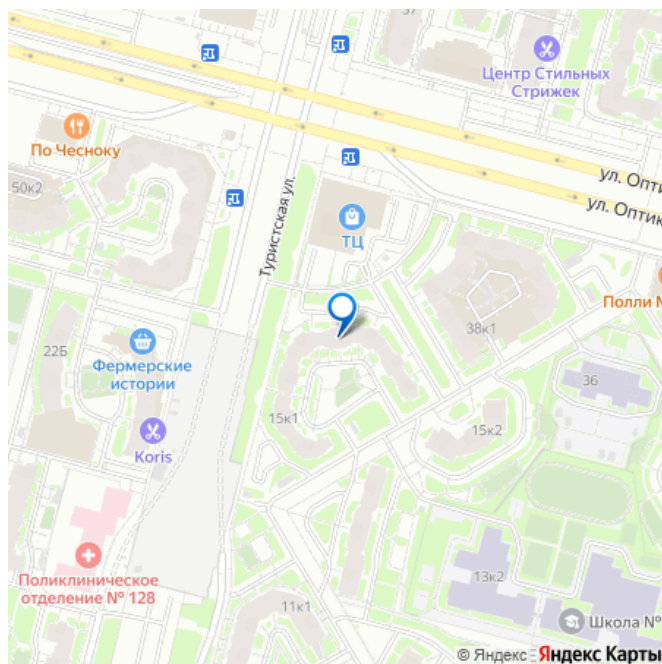 37
Центр Стильных
Стрижек
По Чесноку
50к2
ул. Опти
ул. Оптик
Туристская ул.
ТЦ
Полли
38к1
22Б
Фермерские
истории
36
15к1
15к2
Koris
Поликлиническое
отделение № 128
13к2
11к1
Школа №
© Яндекс Яндекс Карты